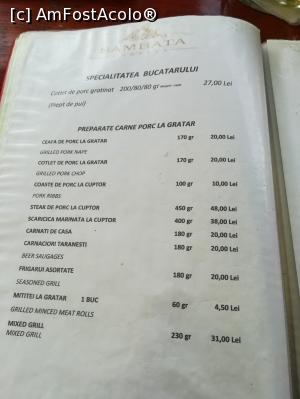 [c] AmFostAcolo®
SAMBATA
SPECIALITATEA BUCATARULUI
Cotlet de porc gratinat 200/80/80 gr 27,00 Lei
(Piept de pui)
PREPARATE CARNE PORC LA GRATAR
CEAFA DE PORC LA GRATAR 170 gr 20,00 Lei
GRILLED PORK NAPE
COTLET DE PORC LA GRATAR 170 gr 20,00 Lei
GRILLED PORK CHOP
COASTE DE PORC LA CUPTOR 100 gr 10,00 Lei
PORK RIBBS
STEAK DE PORC LA CUPTOR 450 gr 48,00 Lei
SCARICICA MARINATA LA CUPTOR 400 gr 38,00 Lei
CARNATI DE CASA 180 gr 20,00 Lei
CARNACIORI TARANESTI 180 gr 20,00 Lei
BEER SAUGAGES
FRIGARUI ASORTATE 180 gr 20,00 Lei
SEASONED GRILL
MITITEI LA GRATAR 1 BUC 60 gr 4,50 Lei
GRILLED MINCED MEAT ROLLS
MIXED GRILL 230 gr 31,00 Lei
MIXED GRILL